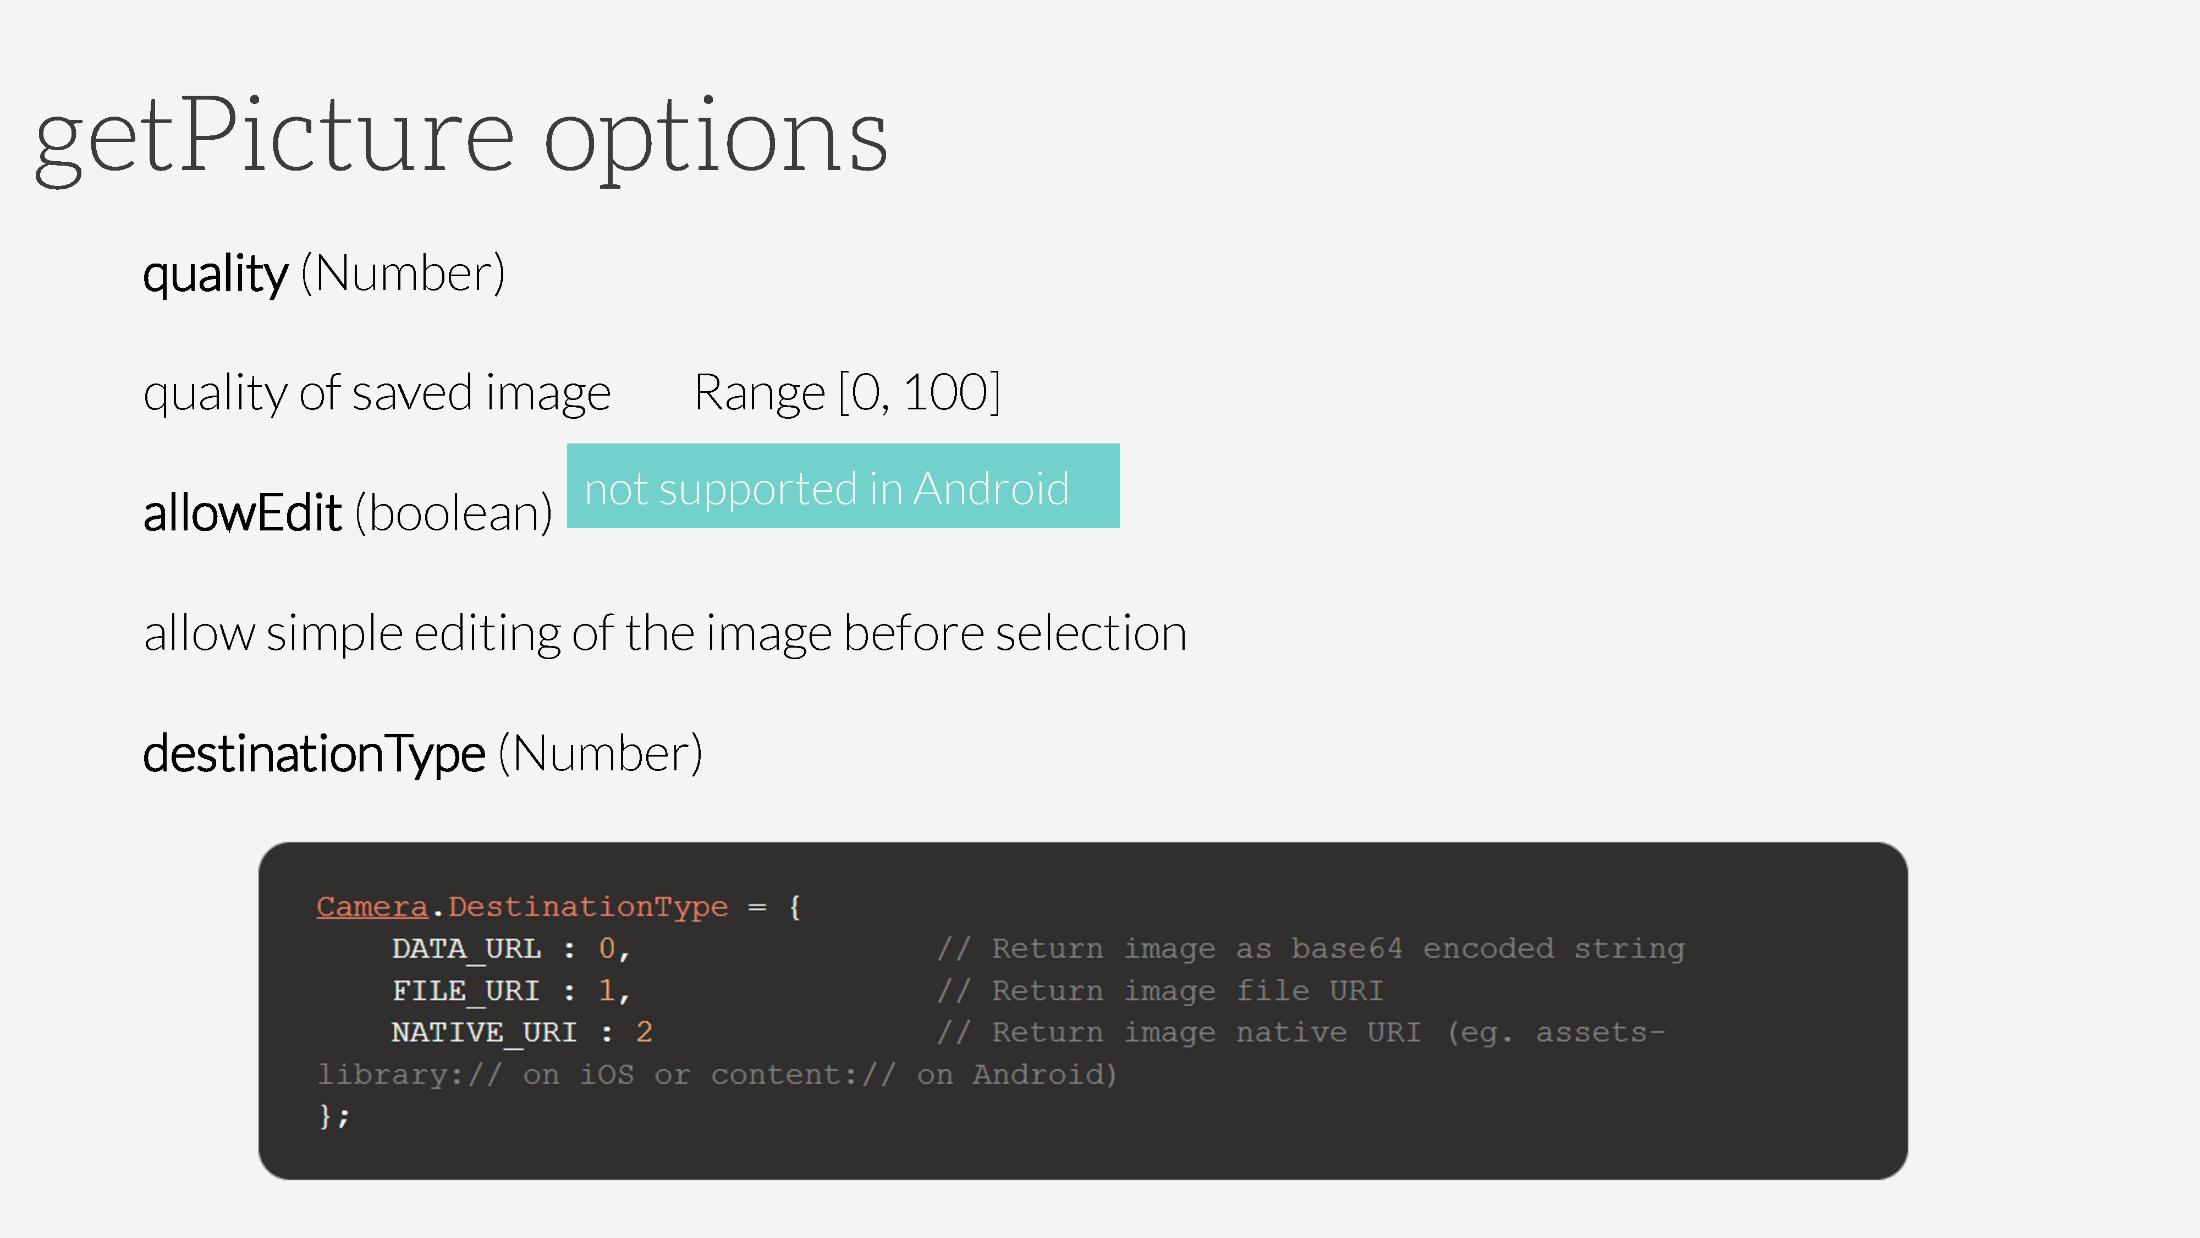 getPicture options
quality (Number)
quality of saved image Range [0, 100]
allowEdit (boolean) not supported in Android
allow simple editing of the image before selection
destinationType (Number)
Camera.DestinationType = {
    DATA_URL : 0, // Return image as base64 encoded string
    FILE_URI : 1, // Return image file URI
    NATIVE_URI : 2 // Return image native URI (eg. assets-
library:// on iOS or content:// on Android)
};